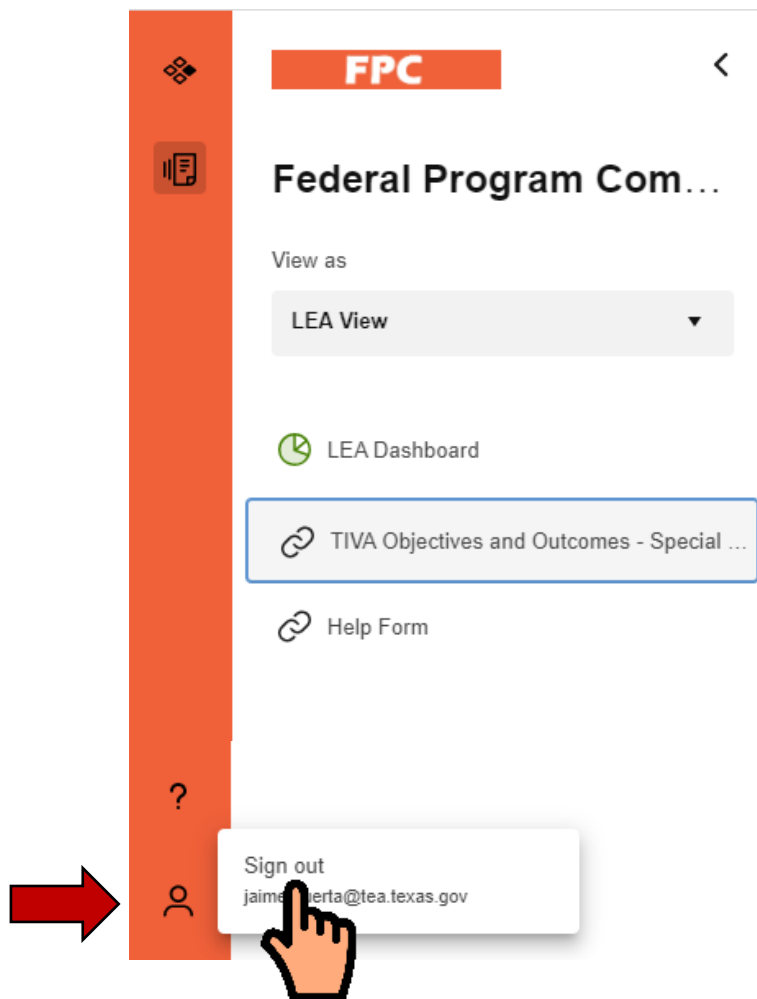 FPC
Federal Program Com...
View as
LEA View
LEA Dashboard
TIVA Objectives and Outcomes - Special ...
Help Form
?
Sign out